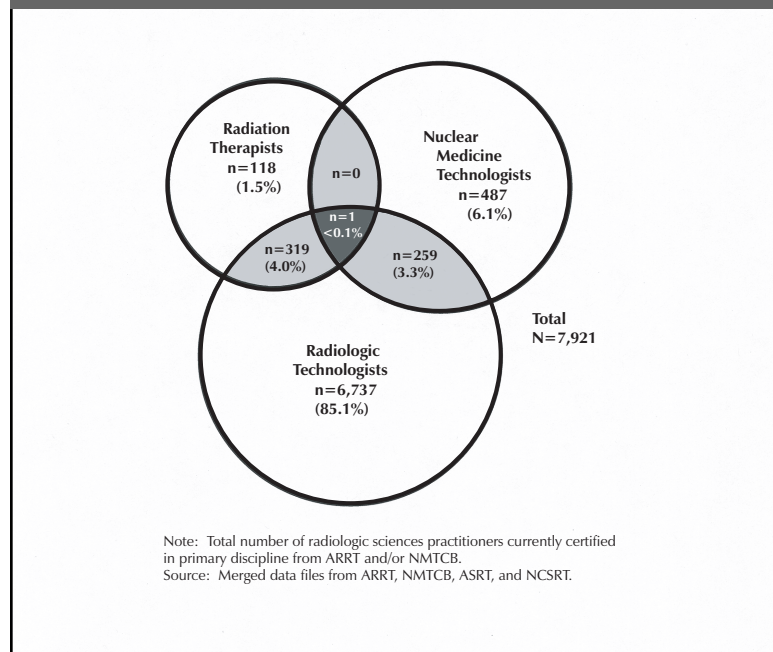 Radiation
Therapists
n=118
(1.5%)
Nuclear
Medicine
Technologists
n=487
(6.1%)
n=0
n=1
<0.1%
n=319
(4.0%)
n=259
(3.3%)
Total
N=7,921
Radiologic
Technologists
n=6,737
(85.1%)
Note: Total number of radiologic sciences practitioners currently certified
in primary discipline from ARRT and/or NMTCB.
Source: Merged data files from ARRT, NMTCB, ASRT, and NCSRT.